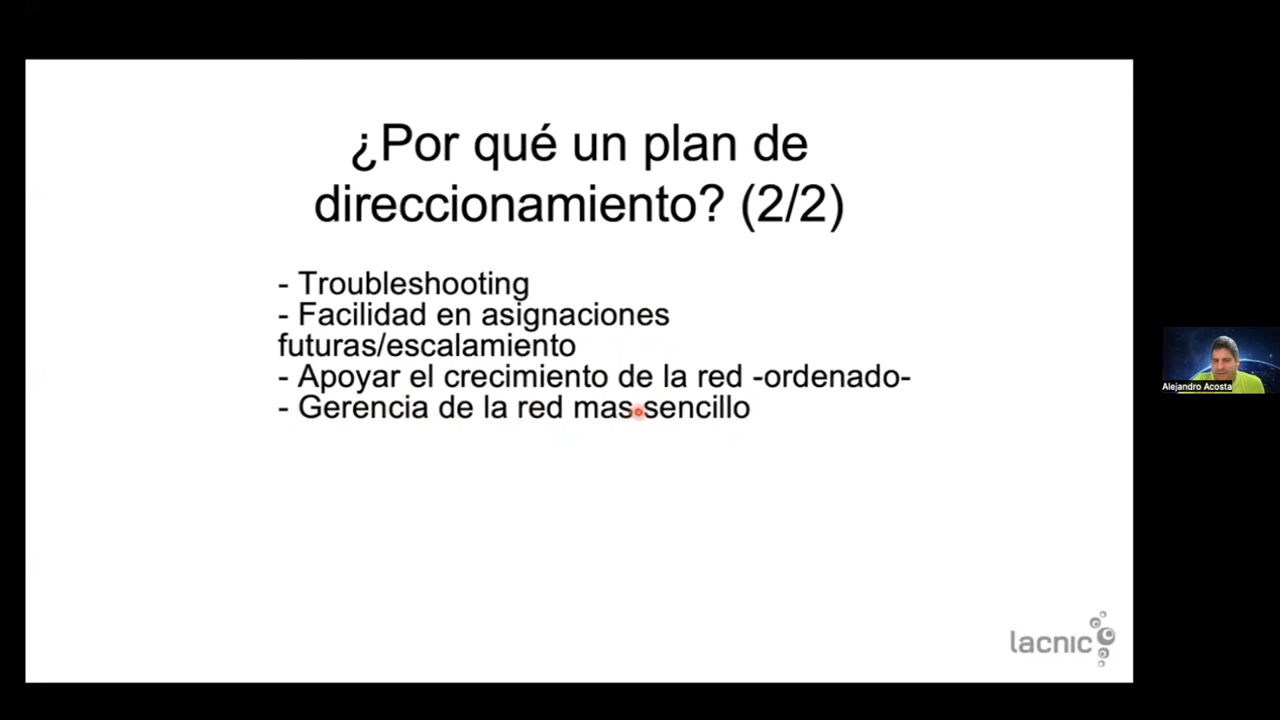 ¿Por qué un plan de
direccionamiento? (2/2)
- Troubleshooting
- Facilidad en asignaciones
futuras/escalamiento
- Apoyar el crecimiento de la red -ordenado-
- Gerencia de la red mas sencillo
Alejandro Acosta
lacnic